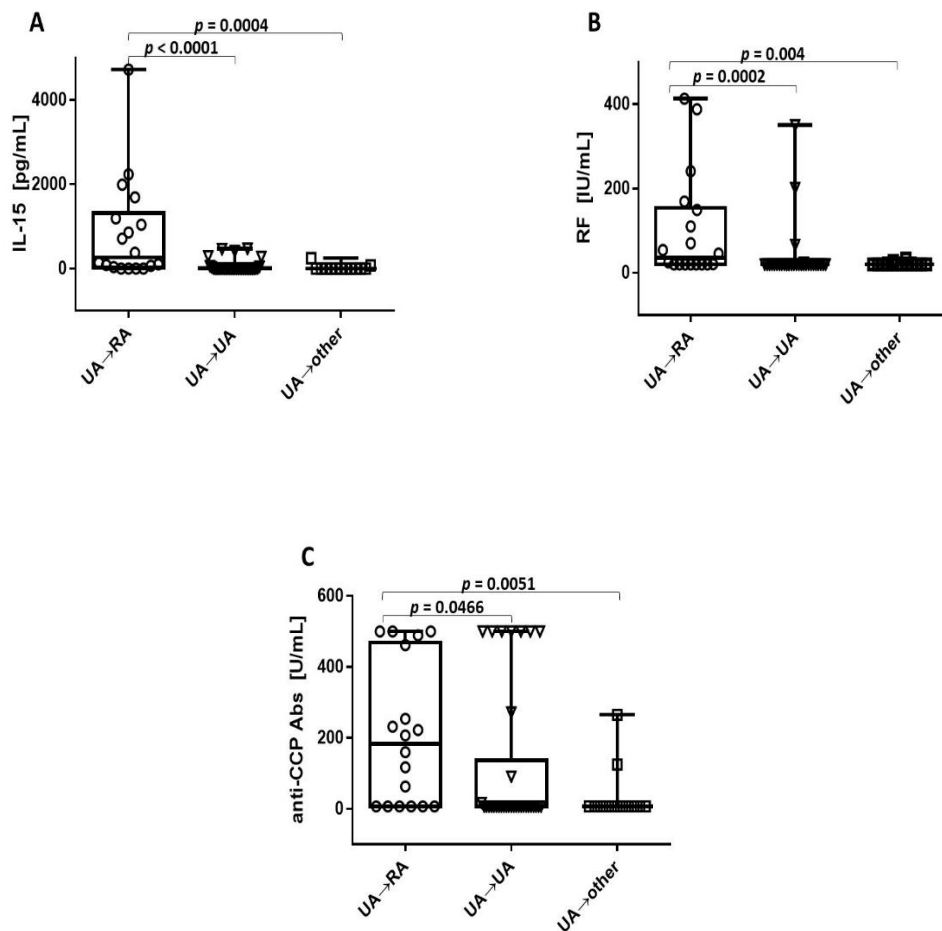 A
p = 0.0004
p < 0.0001
4000
2000
0
IL-15 [pg/mL]
UA→RA
UA→UA
UA→other
B
p = 0.004
p = 0.0002
400
200
0
RF [IU/mL]
UA→RA
UA→UA
UA→other
C
p = 0.0051
p = 0.0466
600
400
200
0
anti-CCP Abs [U/mL]
UA→RA
UA→UA
UA→other